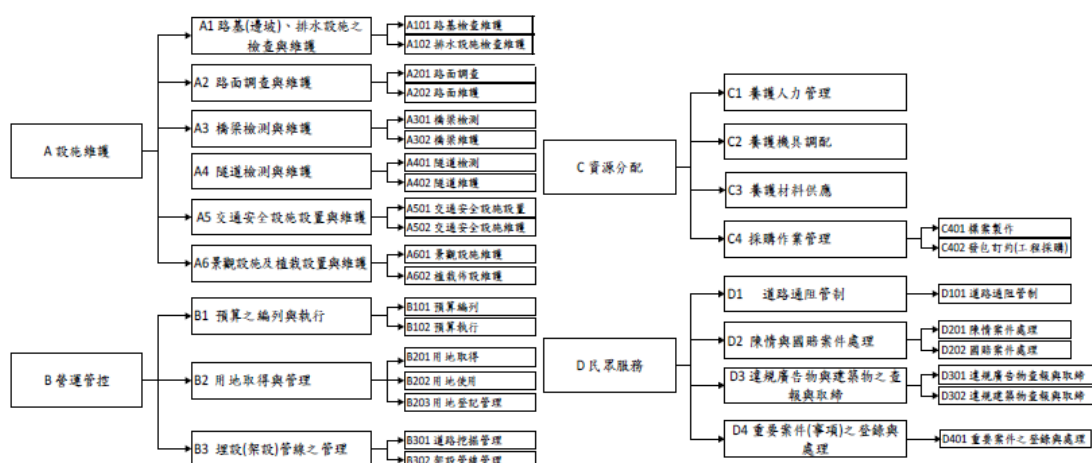 A 設施維護
A1 路基(邊坡)、排水設施之
檢查與維護
A101 路基檢查維護
A102 排水設施檢查維護
A2 路面調查與維護
A201 路面調查
A202 路面維護
A3 橋梁檢測與維護
A301 橋梁檢測
A302 橋梁維護
A4 隧道檢測與維護
A401 隧道檢測
A402 隧道維護
A5 交通安全設施設置與維護
A501 交通安全設施設置
A502 交通安全設施維護
A6景觀設施及植栽設置與維護
A601 景觀設施維護
A602 植栽佈設維護
B 營運管控
B1 預算之編列與執行
B101 預算編列
B102 預算執行
B2 用地取得與管理
B201 用地取得
B202 用地使用
B203 用地登記管理
B3 埋設(架設)管線之管理
B301 道路挖掘管理
B302 架設管線管理
C 資源分配
C1 養護人力管理
C2 養護機具調配
C3 養護材料供應
C4 採購作業管理
C401 標案製作
C402 發包訂約(工程採購)
D 民眾服務
D1 道路通阻管制
D101 道路通阻管制
D2 陳情與國賠案件處理
D201 陳情案件處理
D202 國賠案件處理
D3 違規廣告物與建築物之查
報與取締
D301 違規廣告物查報與取締
D302 違規建築物查報與取締
D4 重要案件(事項)之登錄與
處理
D401 重要案件之登錄與處理